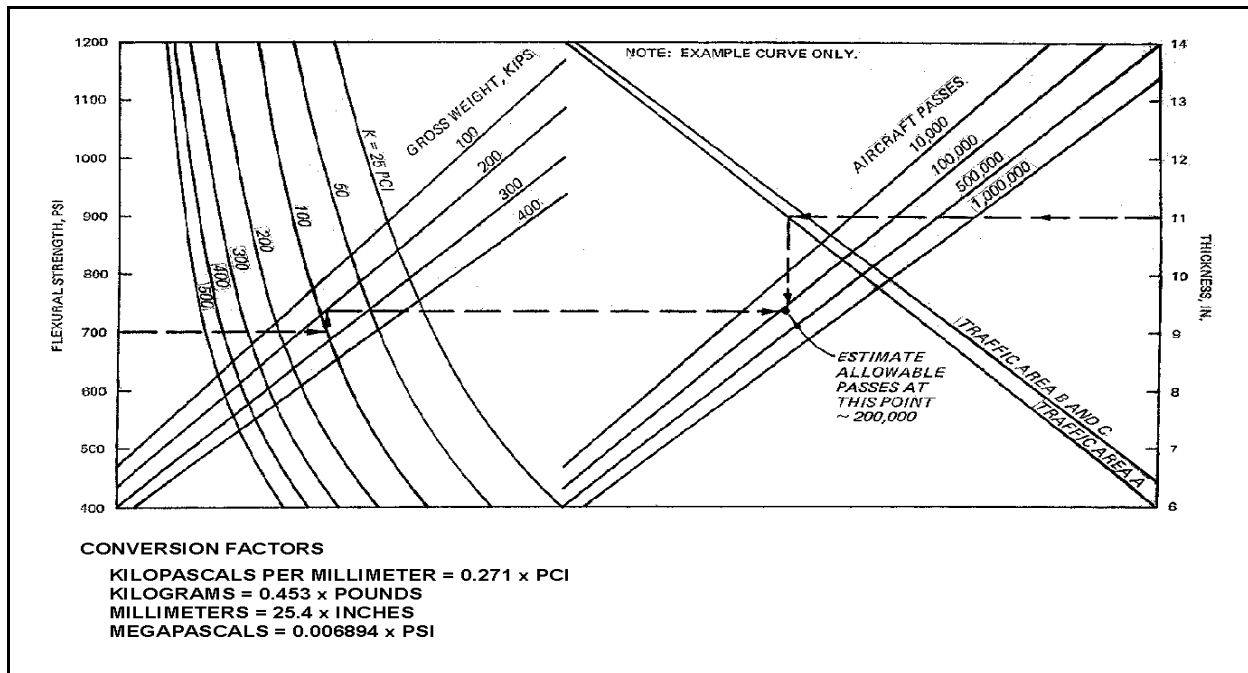 1200
1100
1000
900
800
700
600
500
400
FLEXURAL STRENGTH, PSI
500
400
300
200
100
50
K = 25 PCI
GROSS WEIGHT, KIPS
100
200
300
400
NOTE: EXAMPLE CURVE ONLY.
AIRCRAFT PASSES
10,000
100,000
500,000
1,000,000
ESTIMATE
ALLOWABLE
PASSES AT
THIS POINT
~ 200,000
TRAFFIC AREA B AND C
TRAFFIC AREA A
14
13
12
11
10
9
8
7
6
THICKNESS, IN.
CONVERSION FACTORS
KILOPASCALS PER MILLIMETER = 0.271 x PCI
KILOGRAMS = 0.453 x POUNDS
MILLIMETERS = 25.4 x INCHES
MEGAPASCALS = 0.006894 x PSI